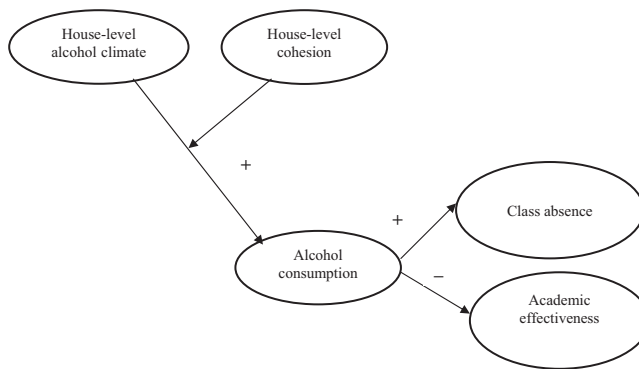 House-level
alcohol climate
House-level
cohesion
+
+
Class absence
Alcohol
consumption
−
Academic
effectiveness